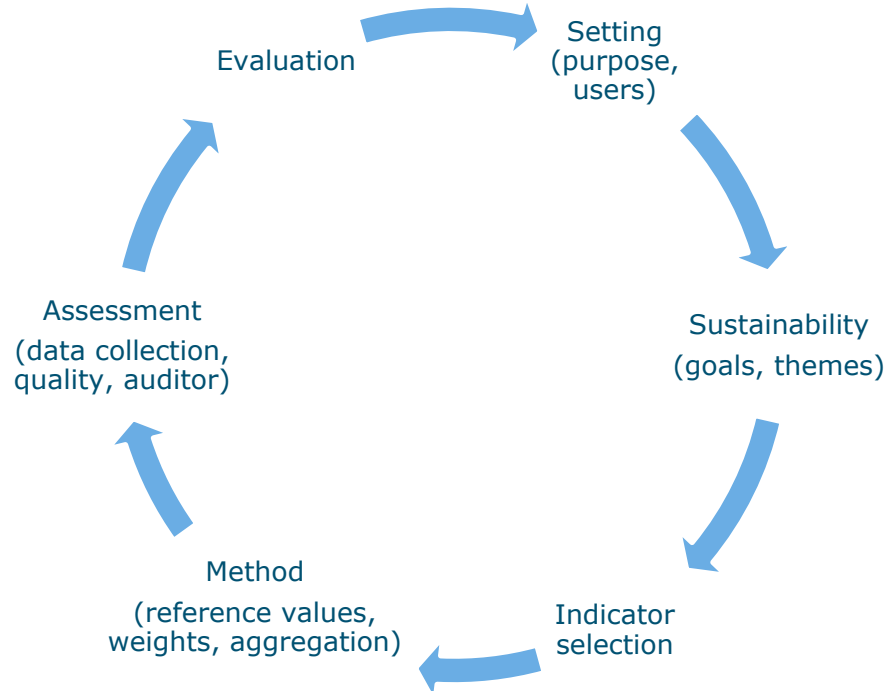 Evaluation
Setting
(purpose,
users)
Sustainability
(goals, themes)
Indicator
selection
Method
(reference values,
weights, aggregation)
Assessment
(data collection,
quality, auditor)